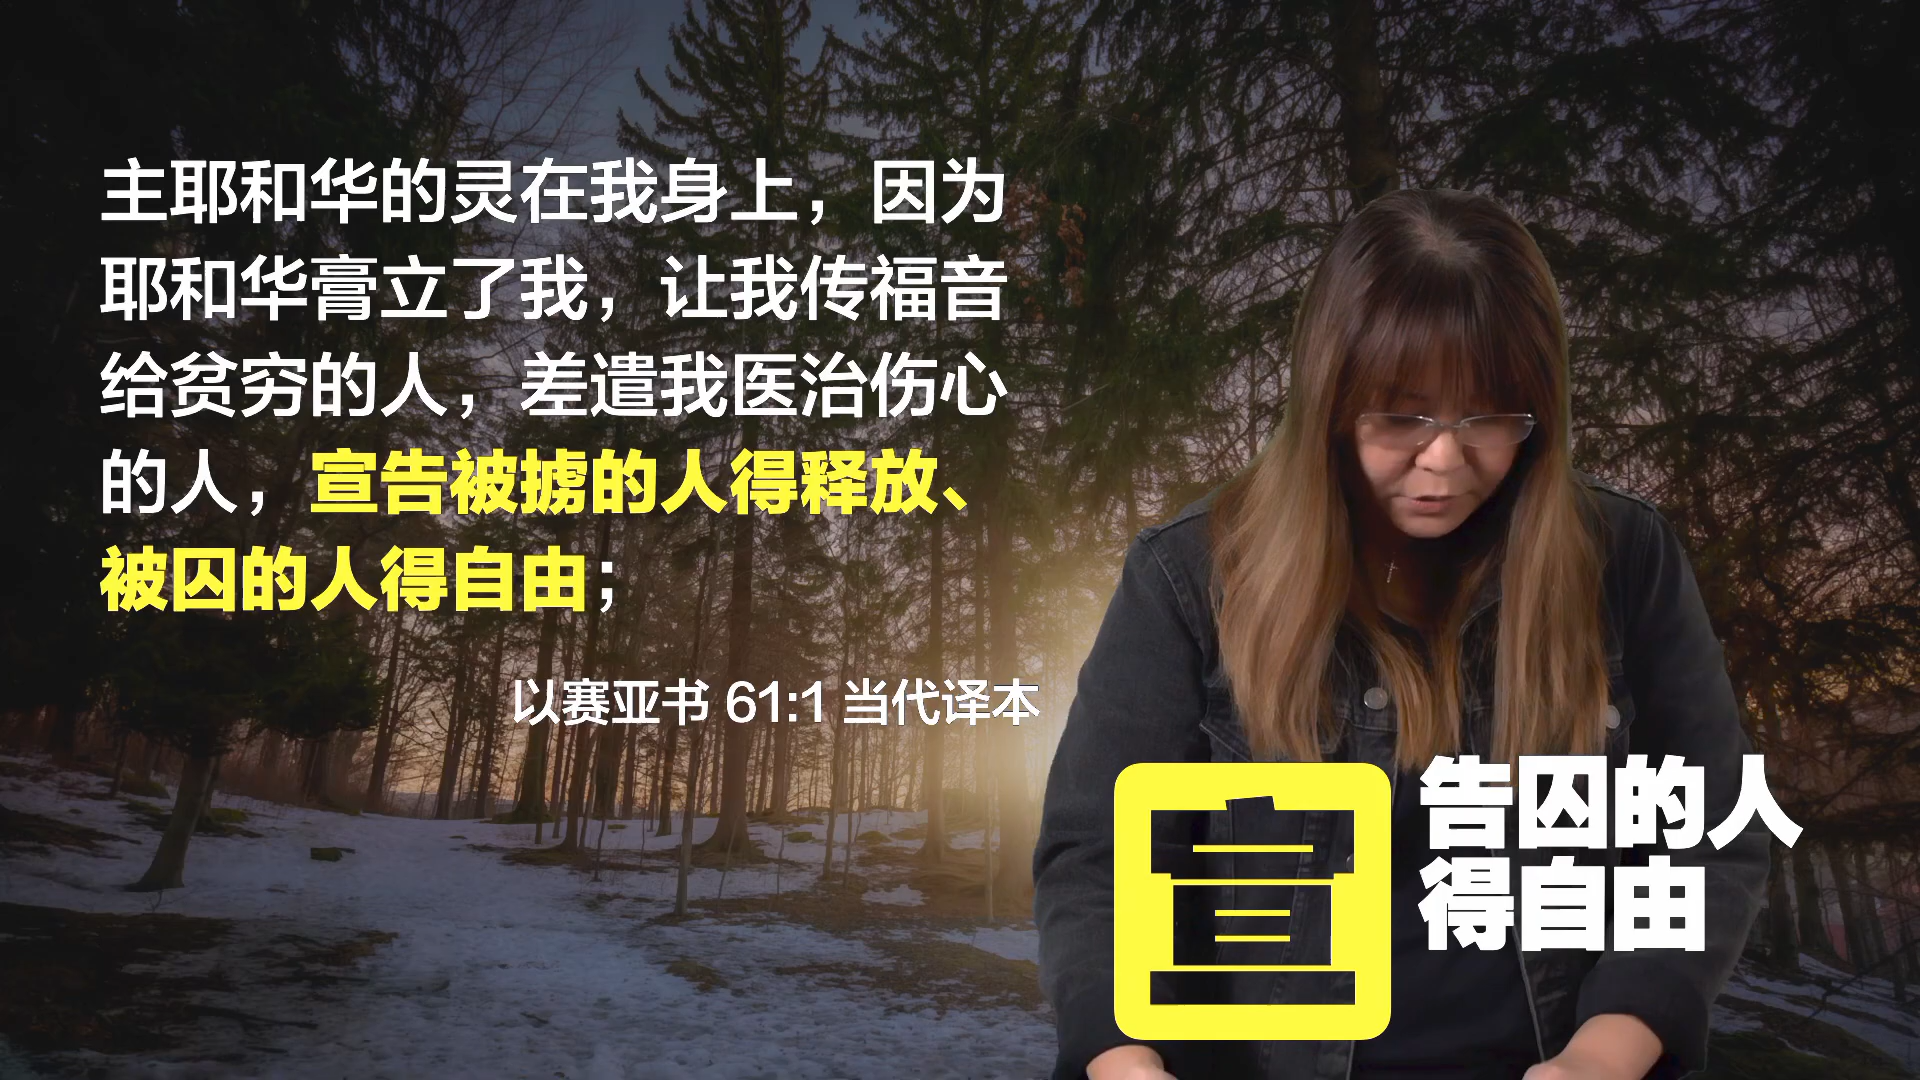 主耶和华的灵在我身上，因为
耶和华膏立了我，让我传福音
给贫穷的人，差遣我医治伤心
的人，宣告被掳的人得释放、
被囚的人得自由；
以赛亚书 61:1 当代译本
宣
告囚的人
得自由